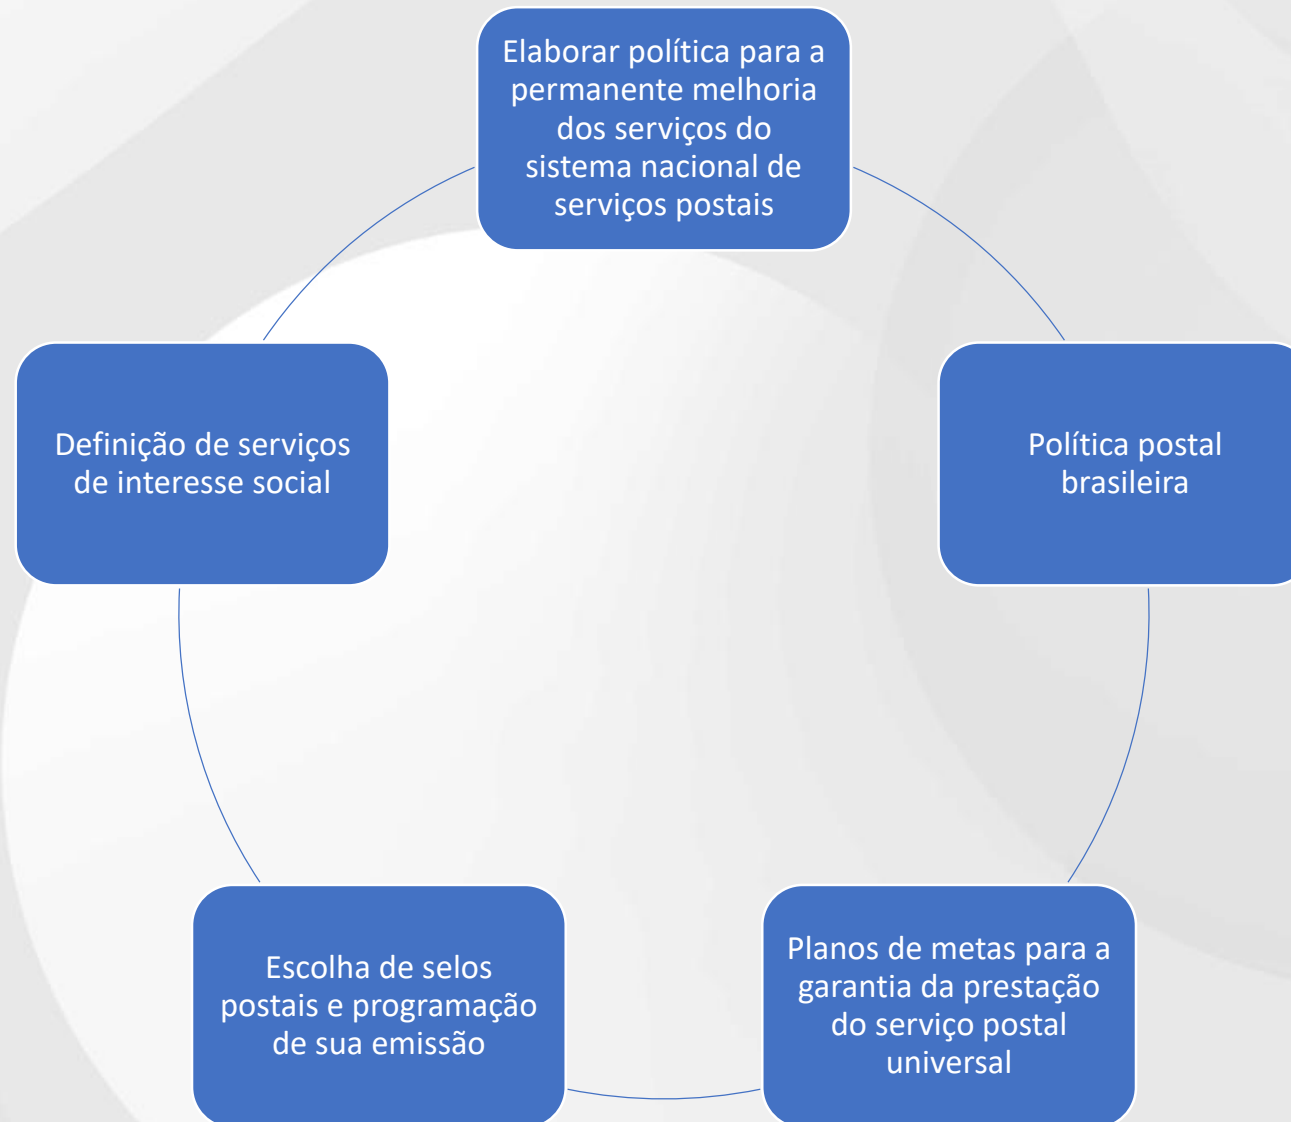 Elaborar política para a
permanente melhoria
dos serviços do
sistema nacional de
serviços postais
Definição de serviços
de interesse social
Política postal
brasileira
Escolha de selos
postais e programação
de sua emissão
Planos de metas para a
garantia da prestação
do serviço postal
universal